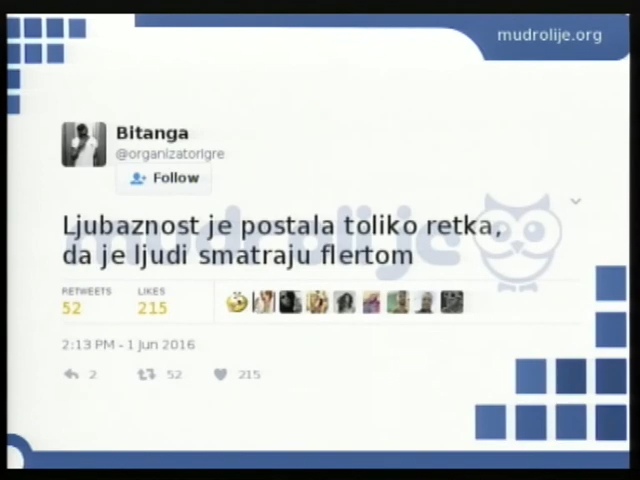 mudrolije.org
Bitanga
@organizatorigre
Follow
Ljubaznost je postala toliko retka,
da je ljudi smatraju flertom
mudrolije
RETWEETS LIKES
52 215
2:13 PM - 1 Jun 2016
2 52 215